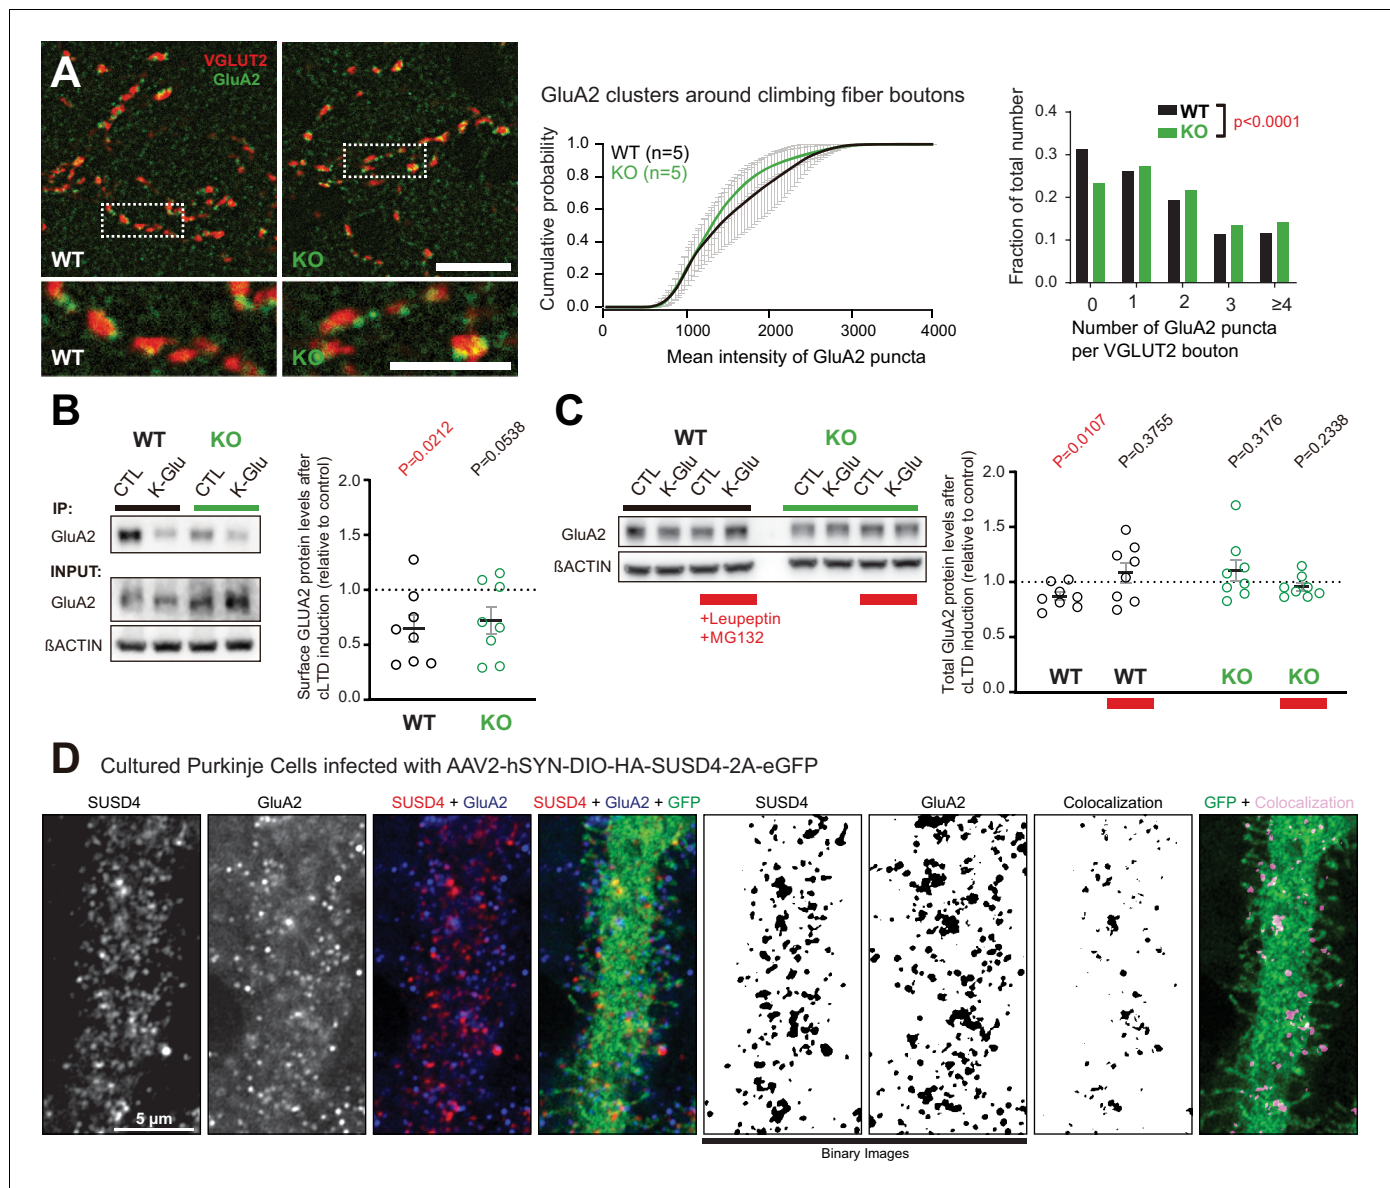 A
VGLUT2
GluA2
WT
KO
WT
KO
GluA2 clusters around climbing fiber boutons
Cumulative probability
1.0
0.8
0.6
0.4
0.2
0.0
WT (n=5)
KO (n=5)
0
1000
2000
3000
4000
Mean intensity of GluA2 puncta
Fraction of total number
0.4
0.3
0.2
0.1
0.0
WT
KO
p<0.0001
0
1
2
3
≥4
Number of GluA2 puncta
per VGLUT2 bouton
B
WT
KO
CTL
K-Glu
CTL
K-Glu
IP:
GluA2
INPUT:
GluA2
ßACTIN
Surface GLUA2 protein levels after
cLTD induction (relative to control)
P=0.0212
P=0.0538
2.0
1.5
1.0
0.5
0.0
WT
KO
C
WT
KO
CTL
K-Glu
CTL
K-Glu
CTL
K-Glu
CTL
K-Glu
GluA2
ßACTIN
+Leupeptin
+MG132
Total GluA2 protein levels after
cLTD induction (relative to control)
P=0.0107
P=0.3755
P=0.3176
P=0.2338
2.0
1.5
1.0
0.5
0.0
WT
WT
KO
KO
D
Cultured Purkinje Cells infected with AAV2-hSYN-DIO-HA-SUSD4-2A-eGFP
SUSD4
GluA2
SUSD4 + GluA2
SUSD4 + GluA2 + GFP
SUSD4
GluA2
Colocalization
GFP + Colocalization
5 µm
Binary Images